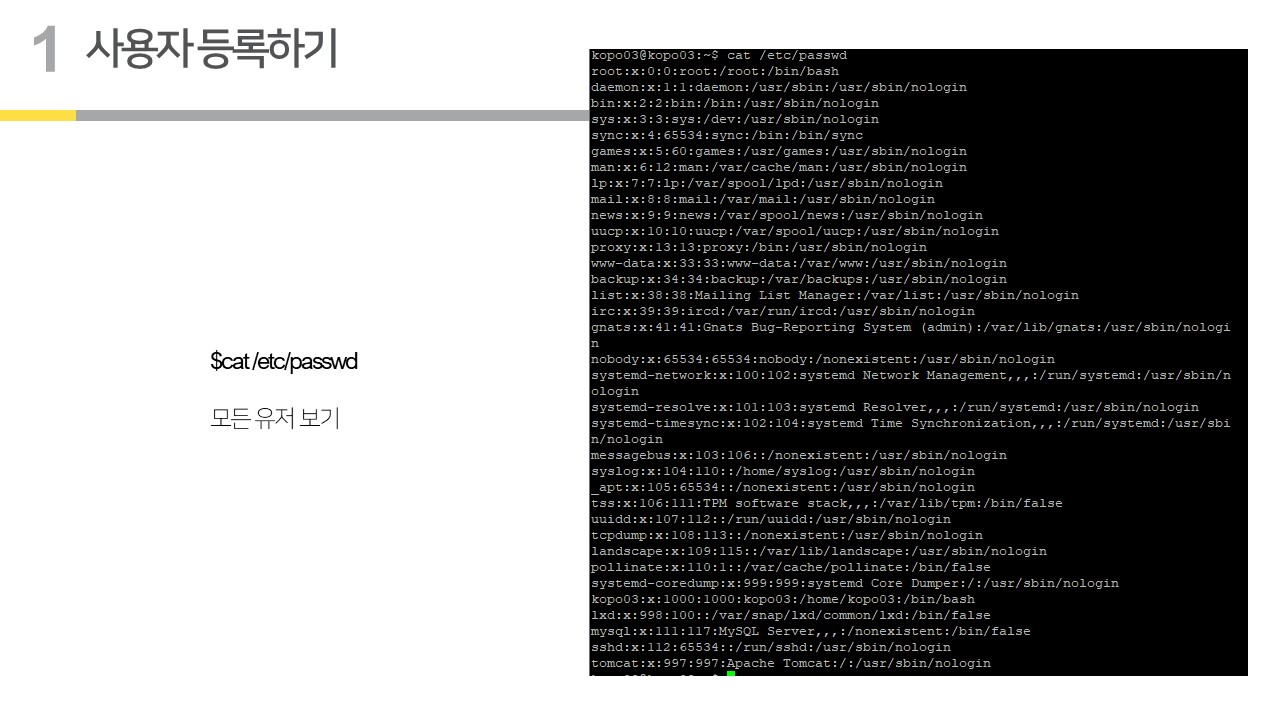 1 사용자 등록하기
$cat /etc/passwd
모든 유저 보기
kopo03@kopo03:~$ cat /etc/passwd
root:x:0:0:root:/root:/bin/bash
daemon:x:1:1:daemon:/usr/sbin:/usr/sbin/nologin
bin:x:2:2:bin:/bin:/usr/sbin/nologin
sys:x:3:3:sys:/dev:/usr/sbin/nologin
sync:x:4:65534:sync:/bin:/bin/sync
games:x:5:60:games:/usr/games:/usr/sbin/nologin
man:x:6:12:man:/var/cache/man:/usr/sbin/nologin
lp:x:7:7:lp:/var/spool/lpd:/usr/sbin/nologin
mail:x:8:8:mail:/var/mail:/usr/sbin/nologin
news:x:9:9:news:/var/spool/news:/usr/sbin/nologin
uucp:x:10:10:uucp:/var/spool/uucp:/usr/sbin/nologin
proxy:x:13:13:proxy:/bin:/usr/sbin/nologin
www-data:x:33:33:www-data:/var/www:/usr/sbin/nologin
backup:x:34:34:backup:/var/backups:/usr/sbin/nologin
list:x:38:38:Mailing List Manager:/var/list:/usr/sbin/nologin
irc:x:39:39:ircd:/var/run/ircd:/usr/sbin/nologin
gnats:x:41:41:Gnats Bug-Reporting System (admin):/var/lib/gnats:/usr/sbin/nologi
n
nobody:x:65534:65534:nobody:/nonexistent:/usr/sbin/nologin
systemd-network:x:100:102:systemd Network Management,,,:/run/systemd:/usr/sbin/n
ologin
systemd-resolve:x:101:103:systemd Resolver,,,:/run/systemd:/usr/sbin/nologin
systemd-timesync:x:102:104:systemd Time Synchronization,,,:/run/systemd:/usr/sbi
n/nologin
messagebus:x:103:106::/nonexistent:/usr/sbin/nologin
syslog:x:104:110::/home/syslog:/usr/sbin/nologin
_apt:x:105:65534::/nonexistent:/usr/sbin/nologin
tss:x:106:111:TPM software stack,,,:/var/lib/tpm:/bin/false
uuidd:x:107:112::/run/uuidd:/usr/sbin/nologin
tcpdump:x:108:113::/nonexistent:/usr/sbin/nologin
landscape:x:109:115::/var/lib/landscape:/usr/sbin/nologin
pollinate:x:110:1::/var/cache/pollinate:/bin/false
systemd-coredump:x:999:999:systemd Core Dumper:/:/usr/sbin/nologin
kopo03:x:1000:1000:kopo03:/home/kopo03:/bin/bash
lxd:x:998:100::/var/snap/lxd/common/lxd:/bin/false
mysql:x:111:117:MySQL Server,,,:/nonexistent:/bin/false
sshd:x:112:65534::/run/sshd:/usr/sbin/nologin
tomcat:x:997:997:Apache Tomcat:/:/usr/sbin/nologin